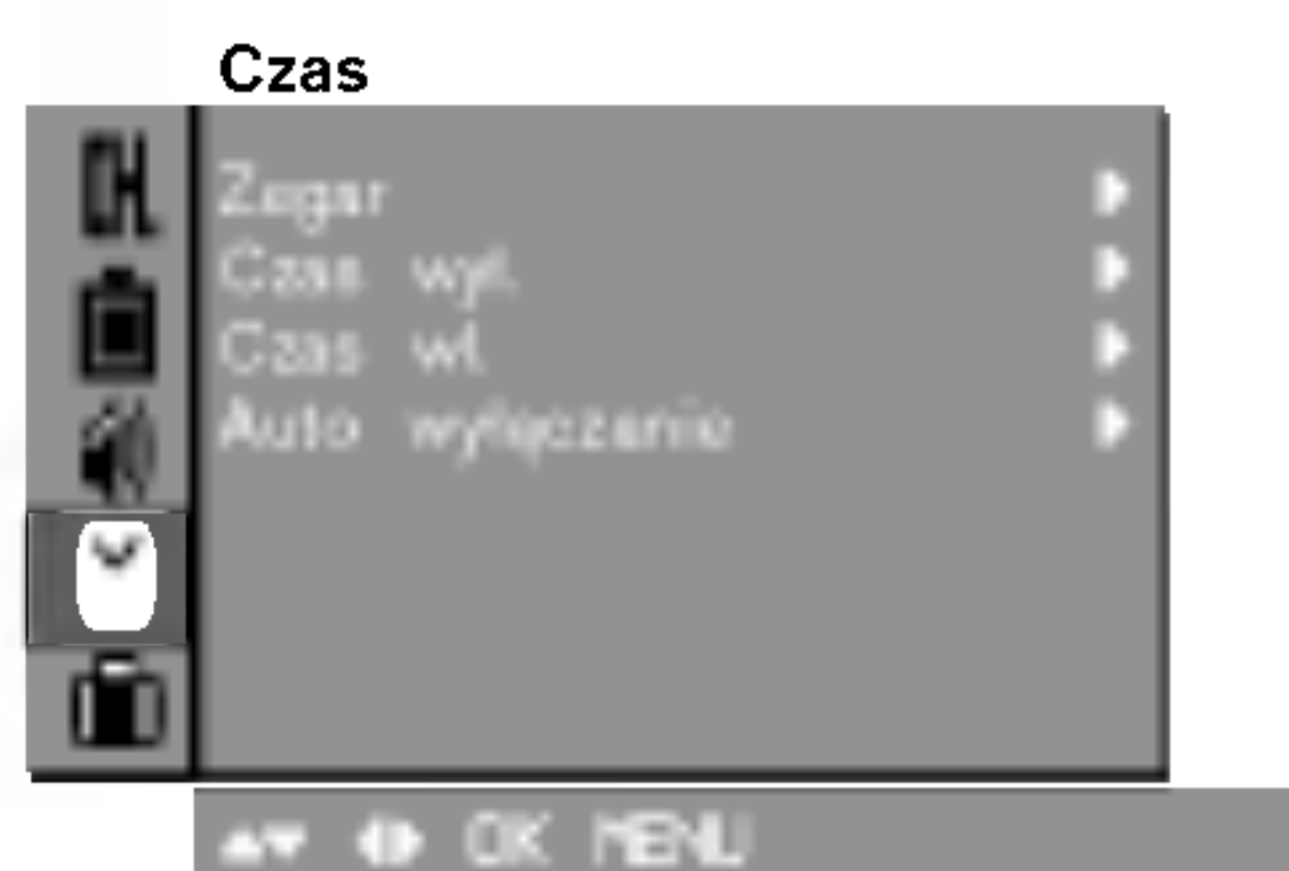 Czas
Zegar
Czas wył.
Czas wł.
Auto wyłączanie
▲▼ ◀▶ OK MENU